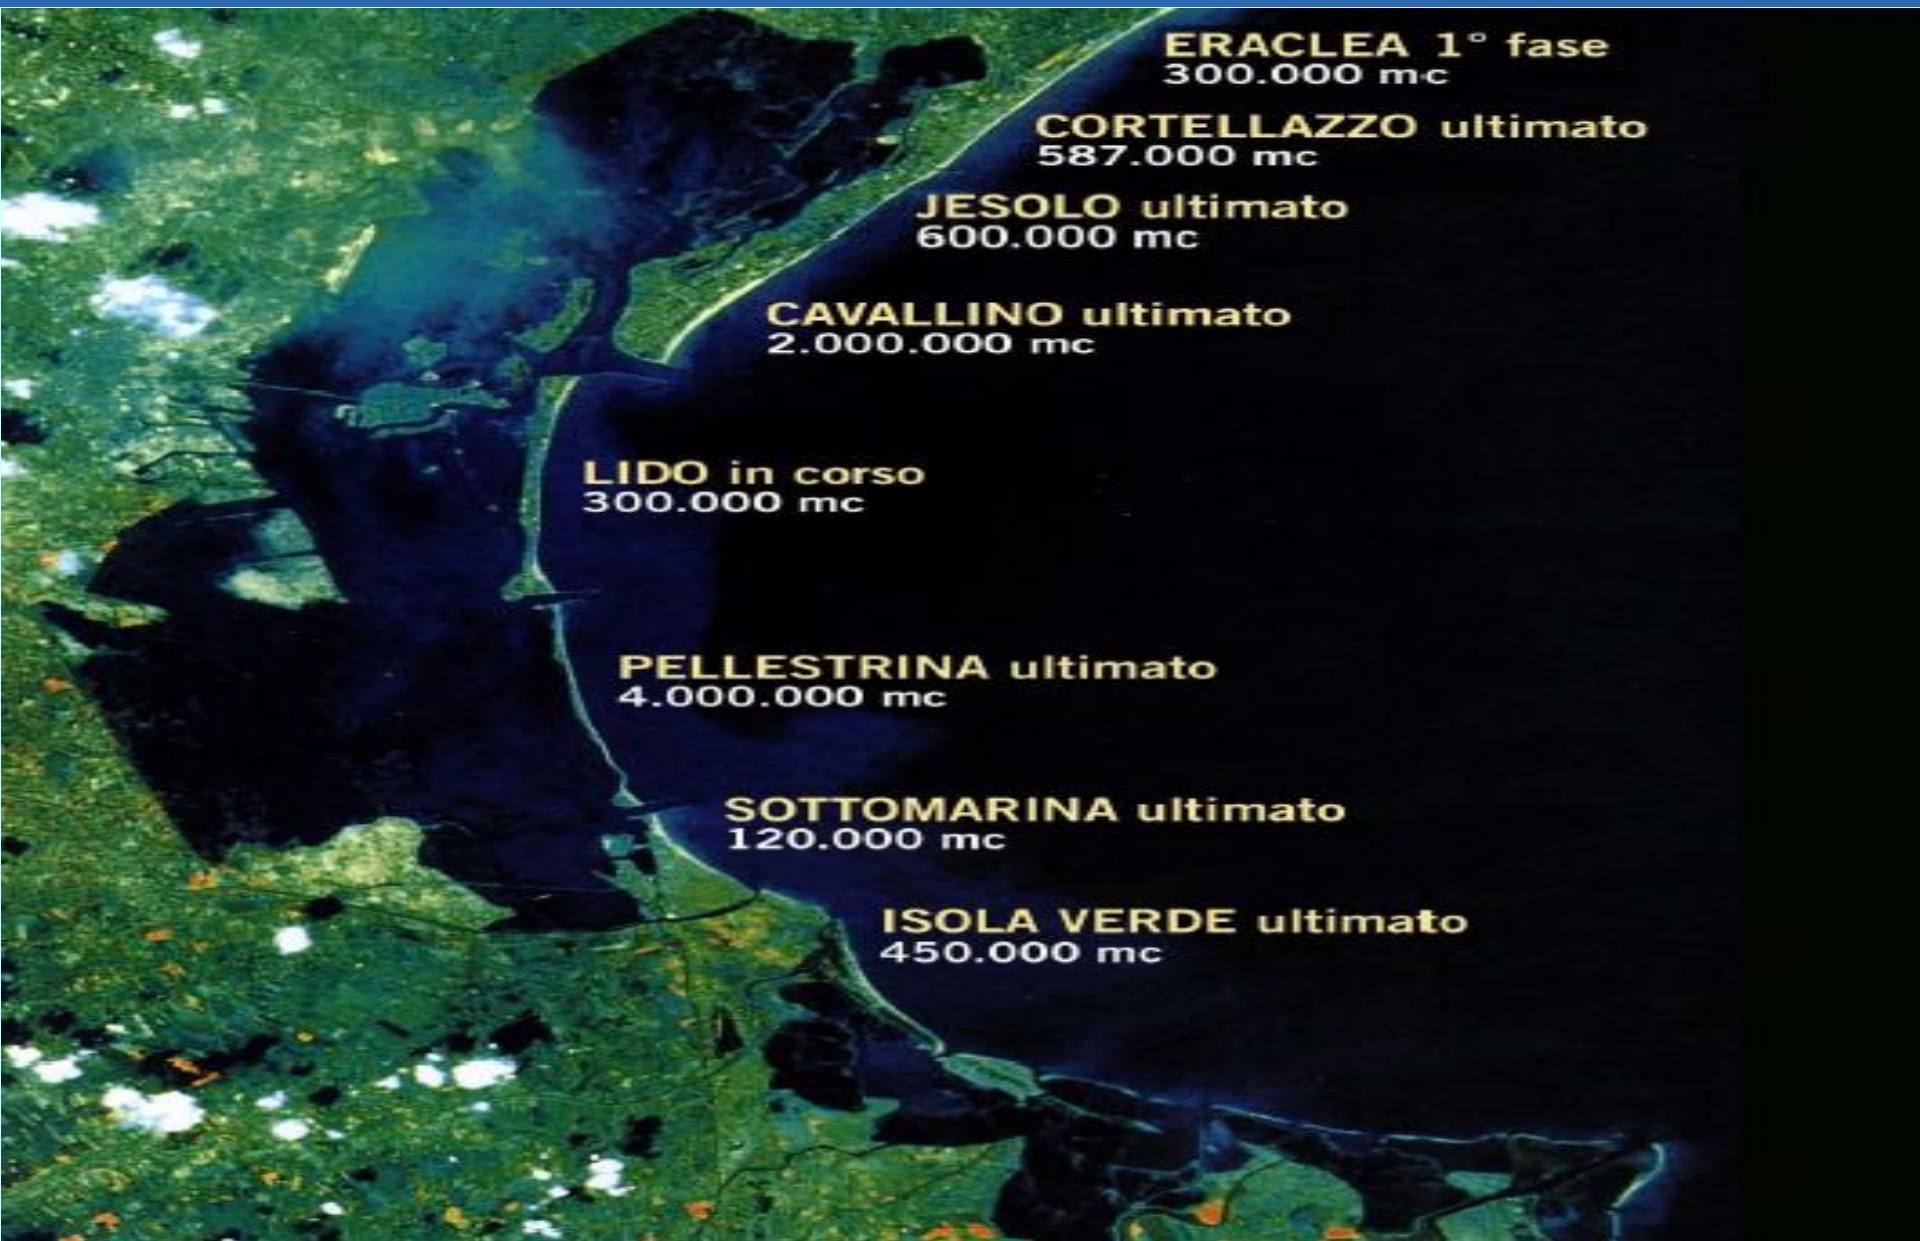 ERACLEA 1° fase
300.000 mc
CORTELLAZZO ultimato
587.000 mc
JESOLO ultimato
600.000 mc
CAVALLINO ultimato
2.000.000 mc
LIDO in corso
300.000 mc
PELLESTRINA ultimato
4.000.000 mc
SOTTOMARINA ultimato
120.000 mc
ISOLA VERDE ultimato
450.000 mc